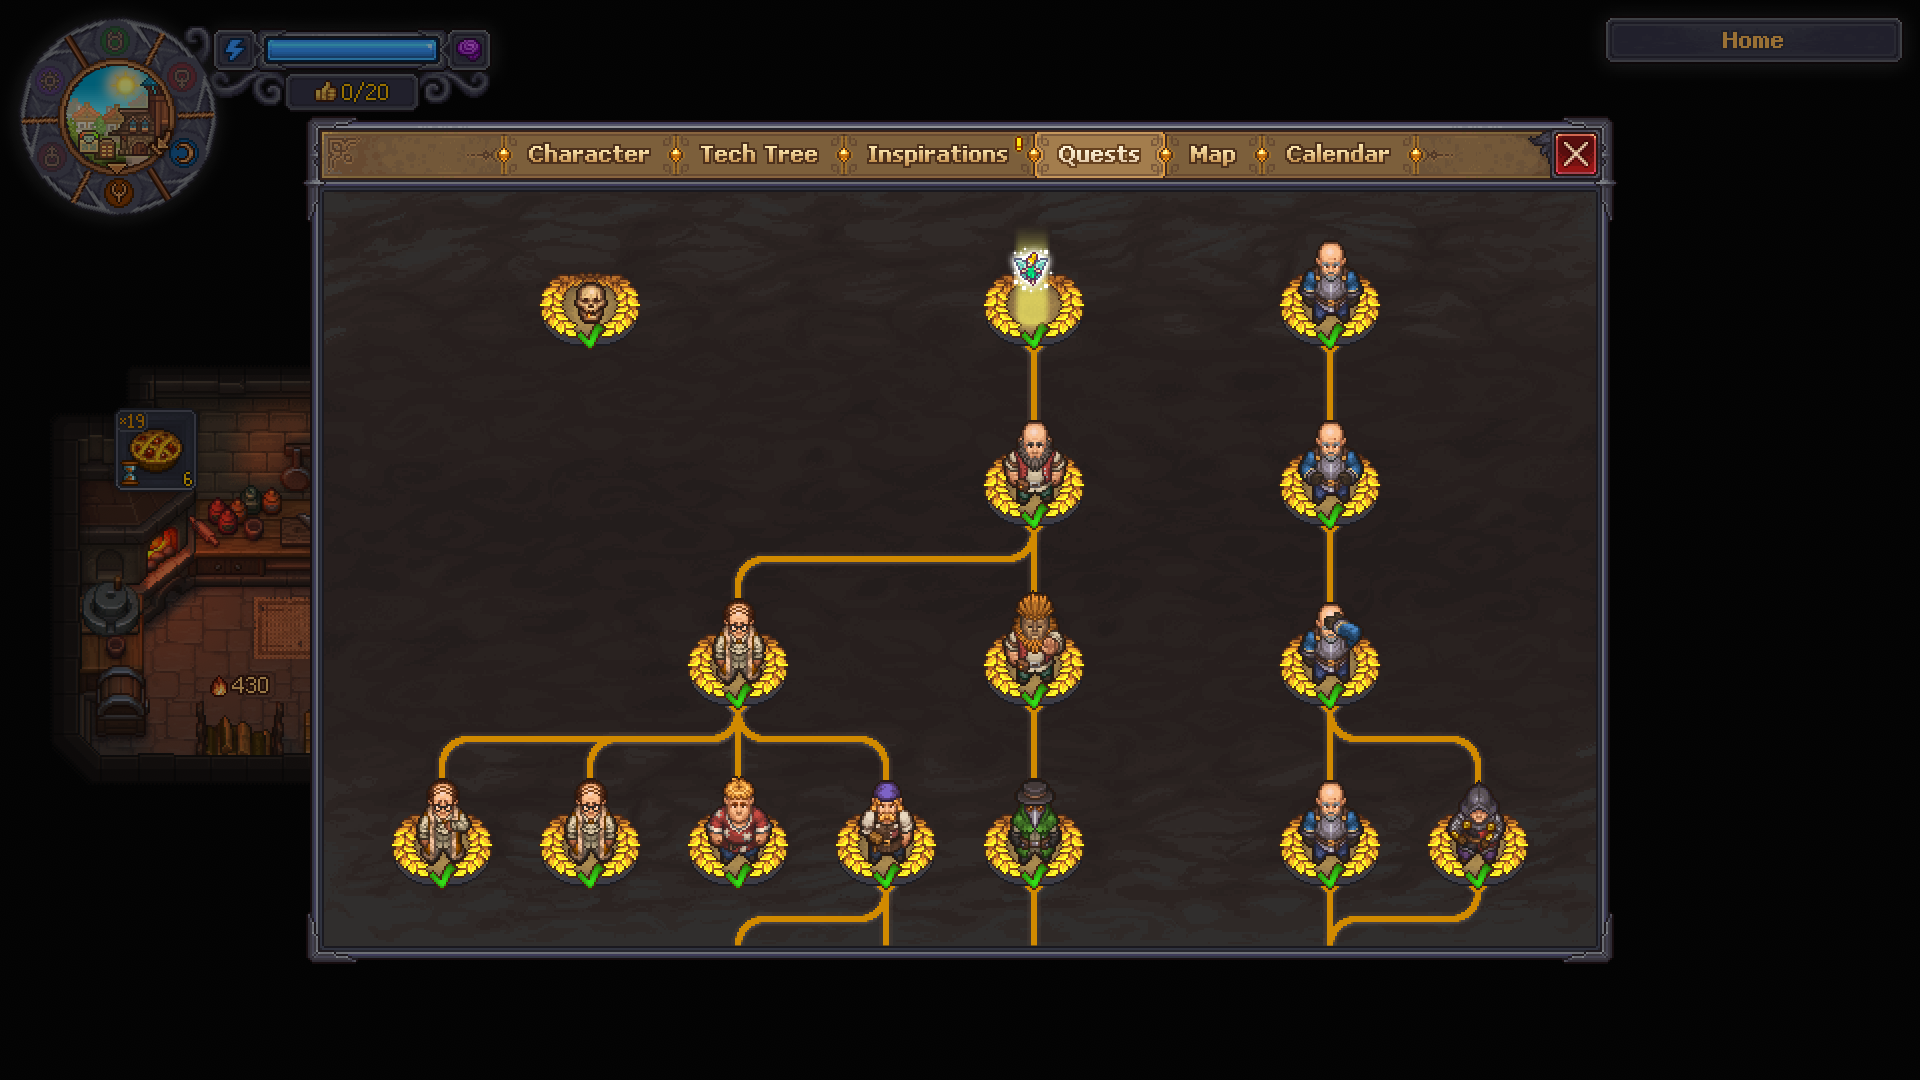 Home
0/20
Character
Tech Tree
Inspirations
!
Quests
Map
Calendar
×19
6
430